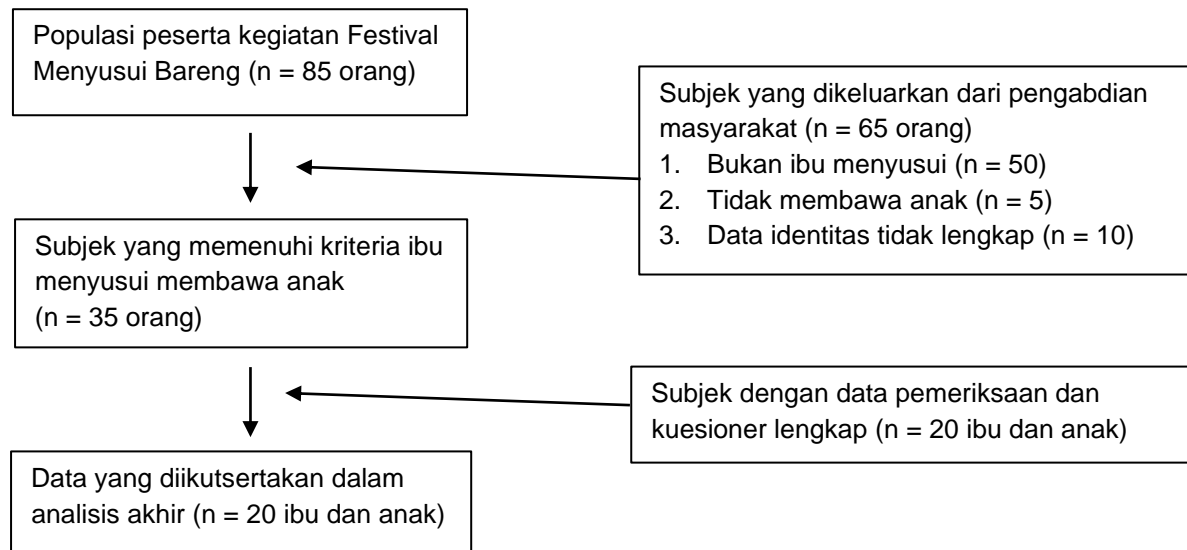 Populasi peserta kegiatan Festival
Menyusui Bareng (n = 85 orang)
Subjek yang dikeluarkan dari pengabdian
masyarakat (n = 65 orang)
1. Bukan ibu menyusui (n = 50)
2. Tidak membawa anak (n = 5)
3. Data identitas tidak lengkap (n = 10)
Subjek yang memenuhi kriteria ibu
menyusui membawa anak
(n = 35 orang)
Subjek dengan data pemeriksaan dan
kuesioner lengkap (n = 20 ibu dan anak)
Data yang diikutsertakan dalam
analisis akhir (n = 20 ibu dan anak)